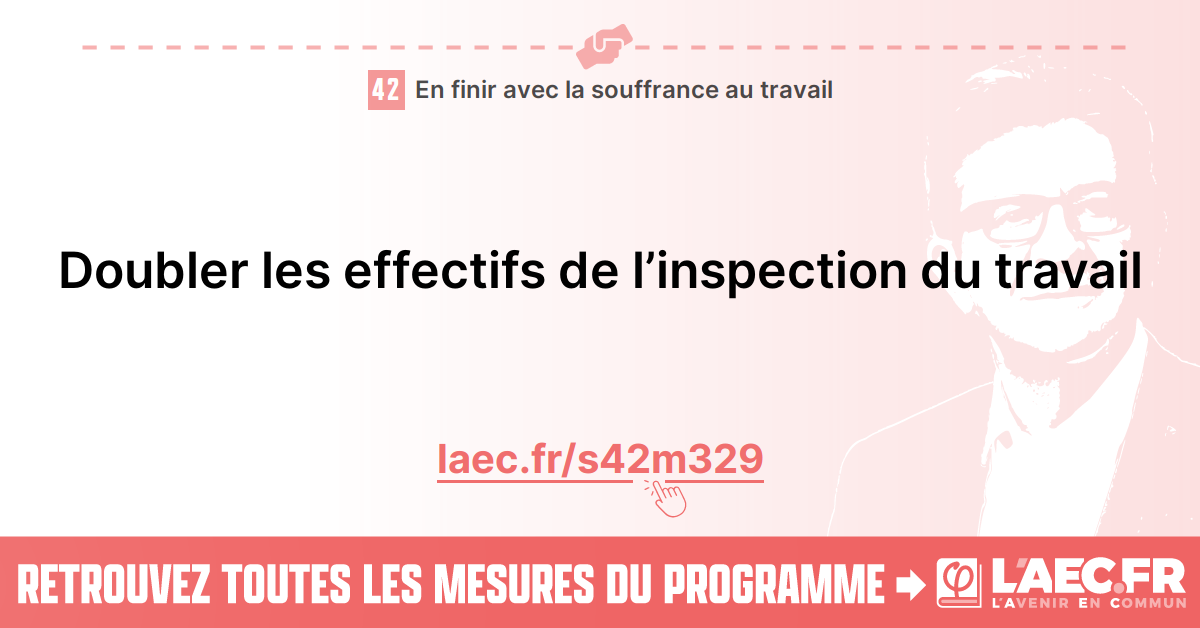 42 En finir avec la souffrance au travail
Doubler les effectifs de l’inspection du travail
laec.fr/s42m329
RETROUVEZ TOUTES LES MESURES DU PROGRAMME
L'AEC.FR
L'AVENIR EN COMMUN